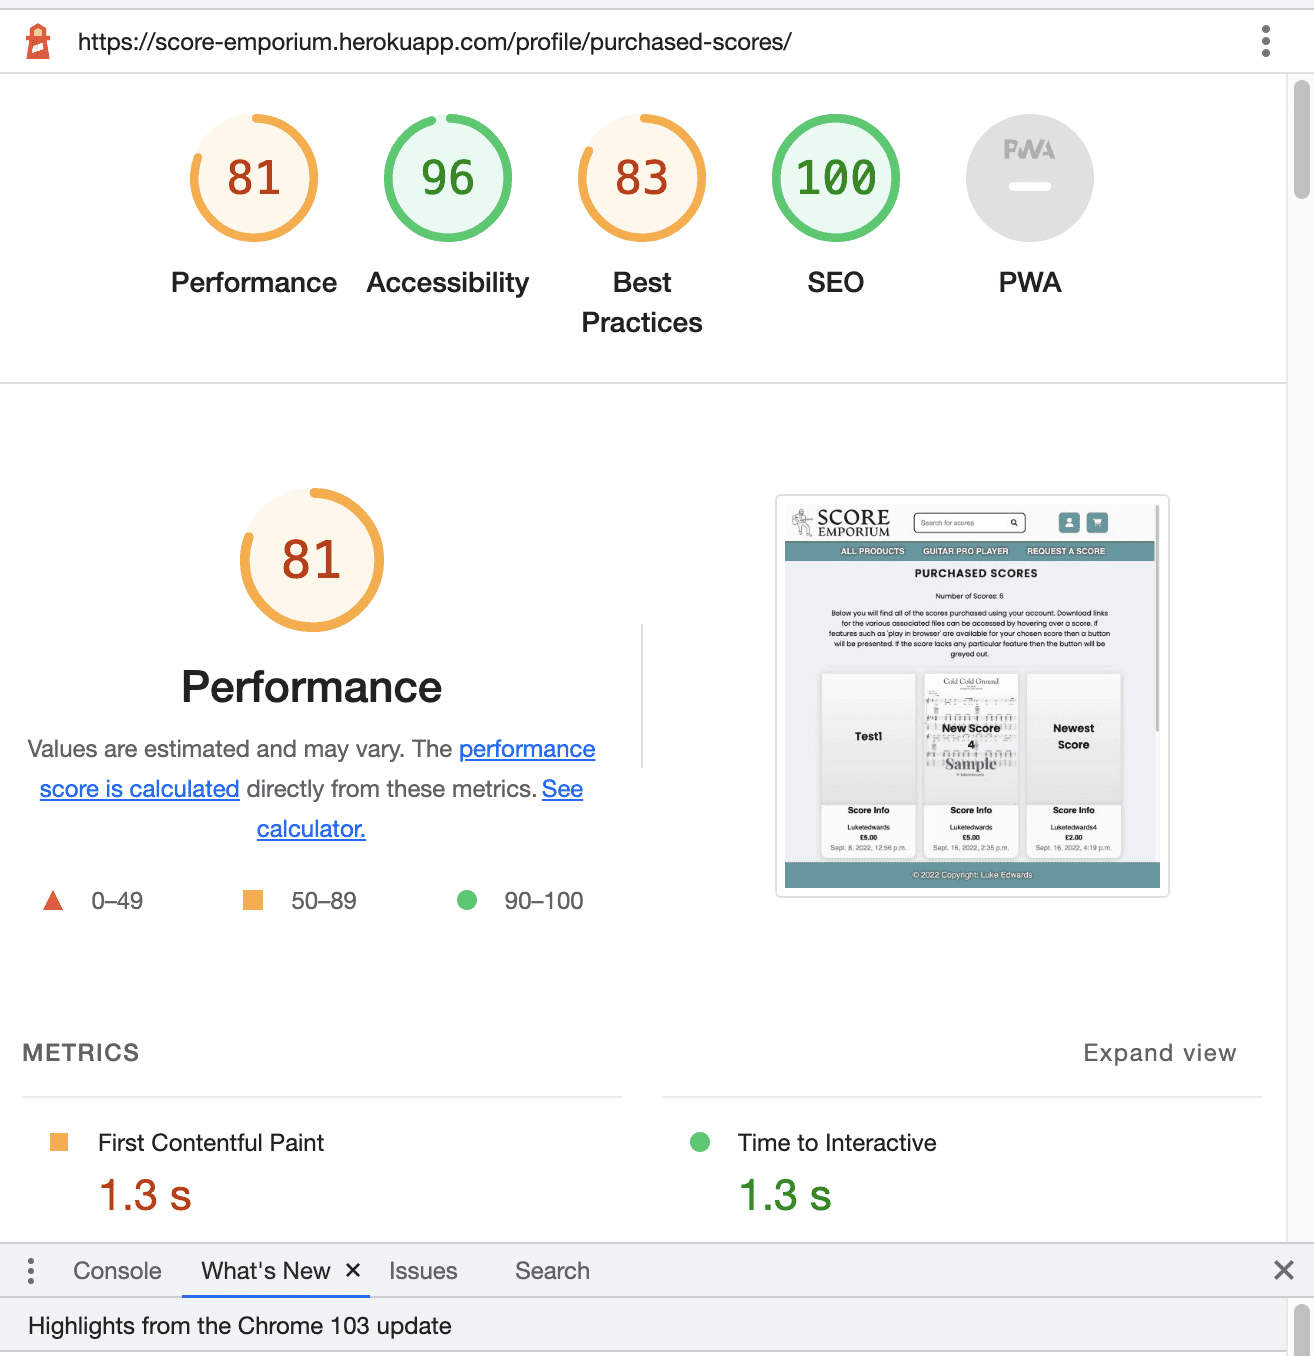 https://score-emporium.herokuapp.com/profile/purchased-scores/
81
96
83
100
PWA
Performance
Accessibility
Best
Practices
SEO
PWA
81
Performance
Values are estimated and may vary. The performance
score is calculated directly from these metrics. See
calculator.
0–49
50–89
90–100
SCORE
EMPORIUM
Search for scores
ALL PRODUCTS
GUITAR PRO PLAYER
REQUEST A SCORE
PURCHASED SCORES
Number of Scores: 6
Below you will find all of the scores purchased using your account. Download links
for the various associated files can be accessed by hovering over a score. If
features such as 'play in browser' are available for your chosen score then a button
will be presented. If the score lacks any particular feature then the button will be
greyed out.
Test1
Cold Cold Ground
New Score
4
Sample
Newest
Score
Score Info
Luketedwards
£5.00
Sept. 8, 2022, 12:56 p.m.
Score Info
Luketedwards
£5.00
Sept. 16, 2022, 2:35 p.m.
Score Info
Luketedwards4
£2.00
Sept. 16, 2022, 4:19 p.m.
© 2022 Copyright: Luke Edwards
METRICS
Expand view
First Contentful Paint
1.3 s
Time to Interactive
1.3 s
Console
What's New
Issues
Search
Highlights from the Chrome 103 update